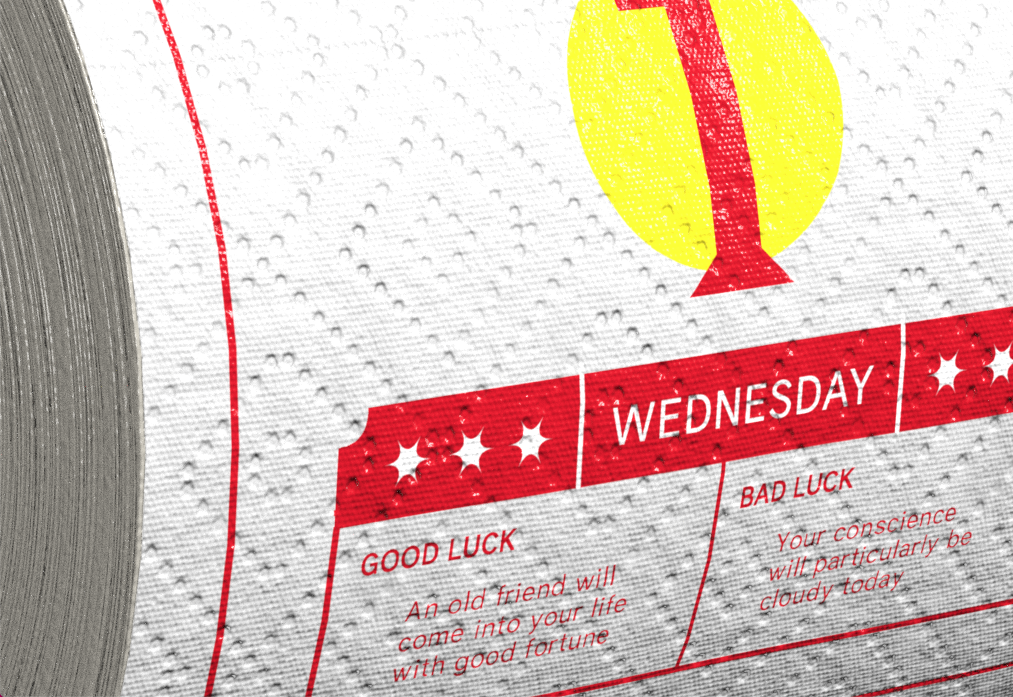 1
WEDNESDAY
GOOD LUCK
An old friend will
come into your life
with good fortune
BAD LUCK
Your conscience
will particularly be
cloudy today